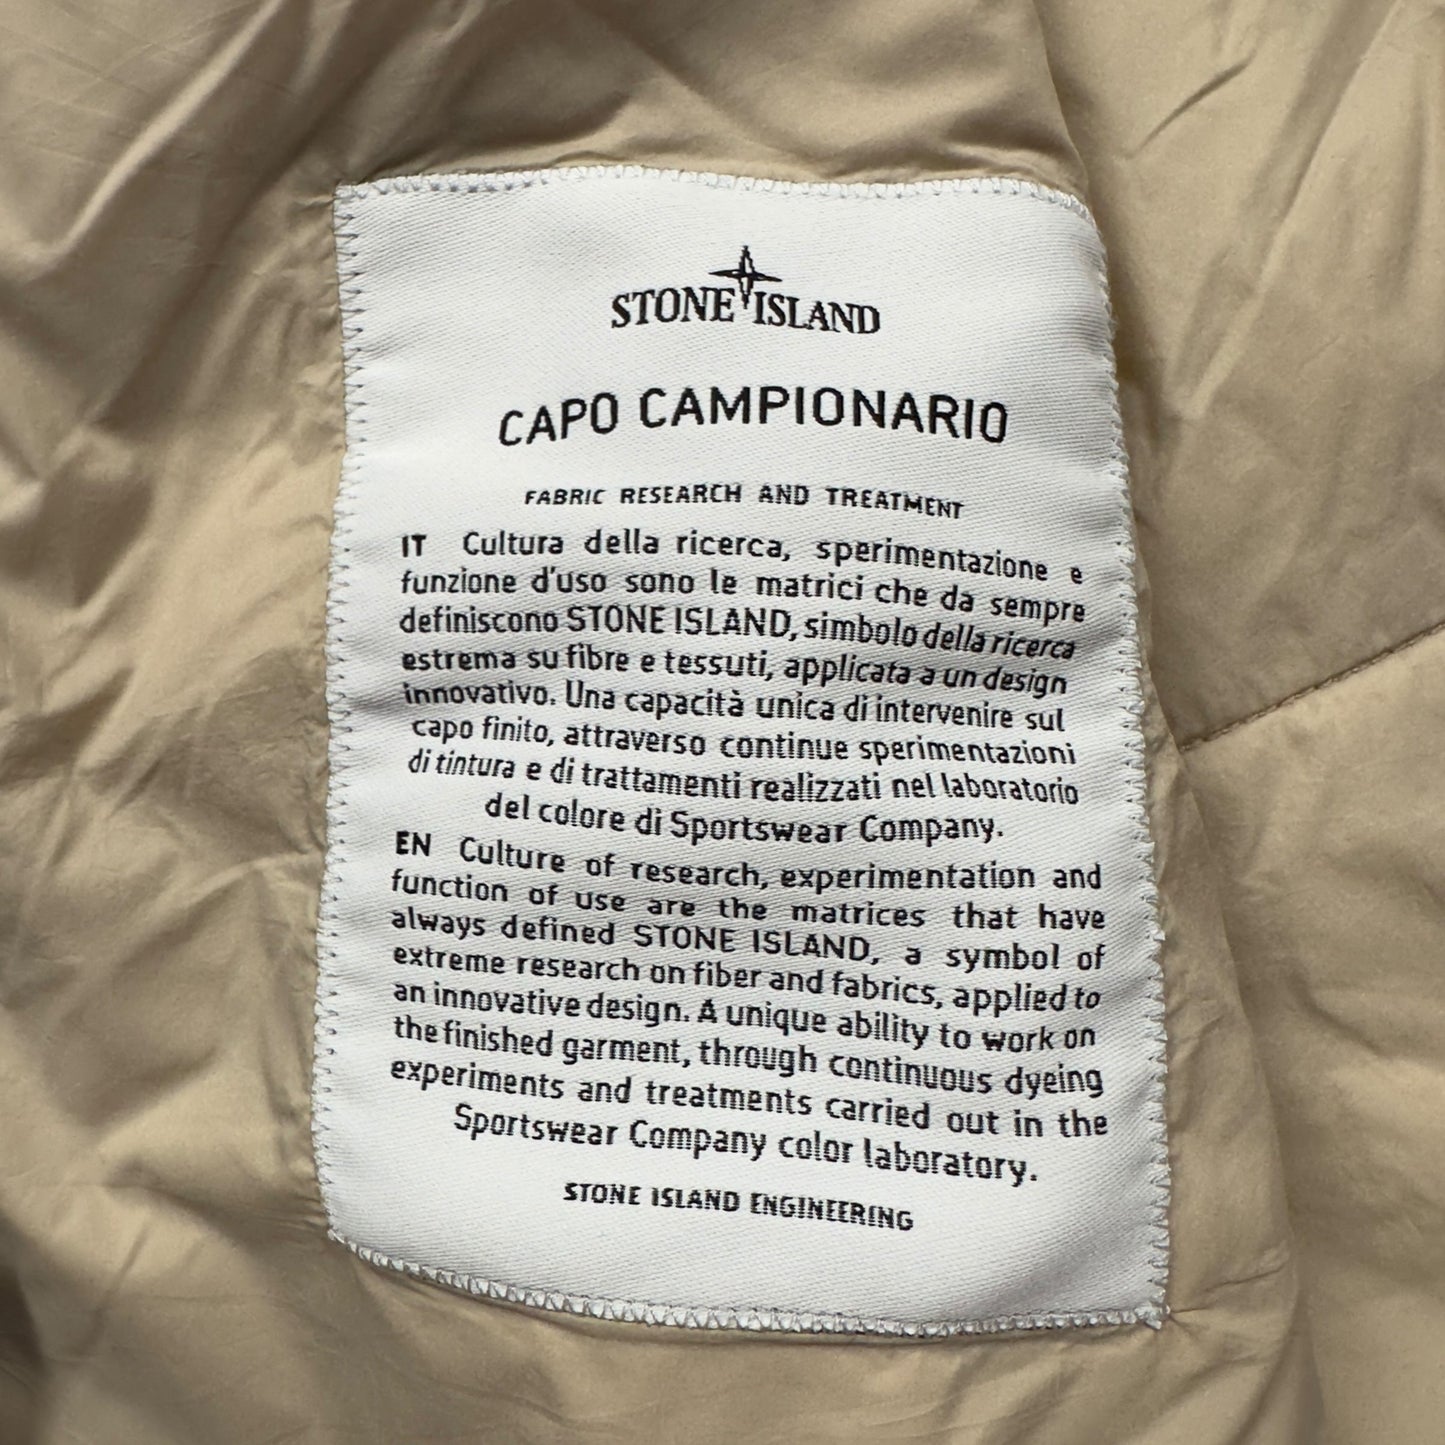 STONE ISLAND
CAPO CAMPIONARIO
FABRIC RESEARCH AND TREATMENT
IT Cultura della ricerca, sperimentazione e
funzione d'uso sono le matrici che da sempre
definiscono STONE ISLAND, simbolo della ricerca
estrema su fibre e tessuti, applicata a un design
innovativo. Una capacità unica di intervenire sul
capo finito, attraverso continue sperimentazioni
di tintura e di trattamenti realizzati nel laboratorio
del colore di Sportswear Company.
EN Culture of research, experimentation and
function of use are the matrices that have
always defined STONE ISLAND, a symbol of
extreme research on fiber and fabrics, applied to
an innovative design. A unique ability to work on
the finished garment, through continuous dyeing
experiments and treatments carried out in the
Sportswear Company color laboratory.
STONE ISLAND ENGINEERING